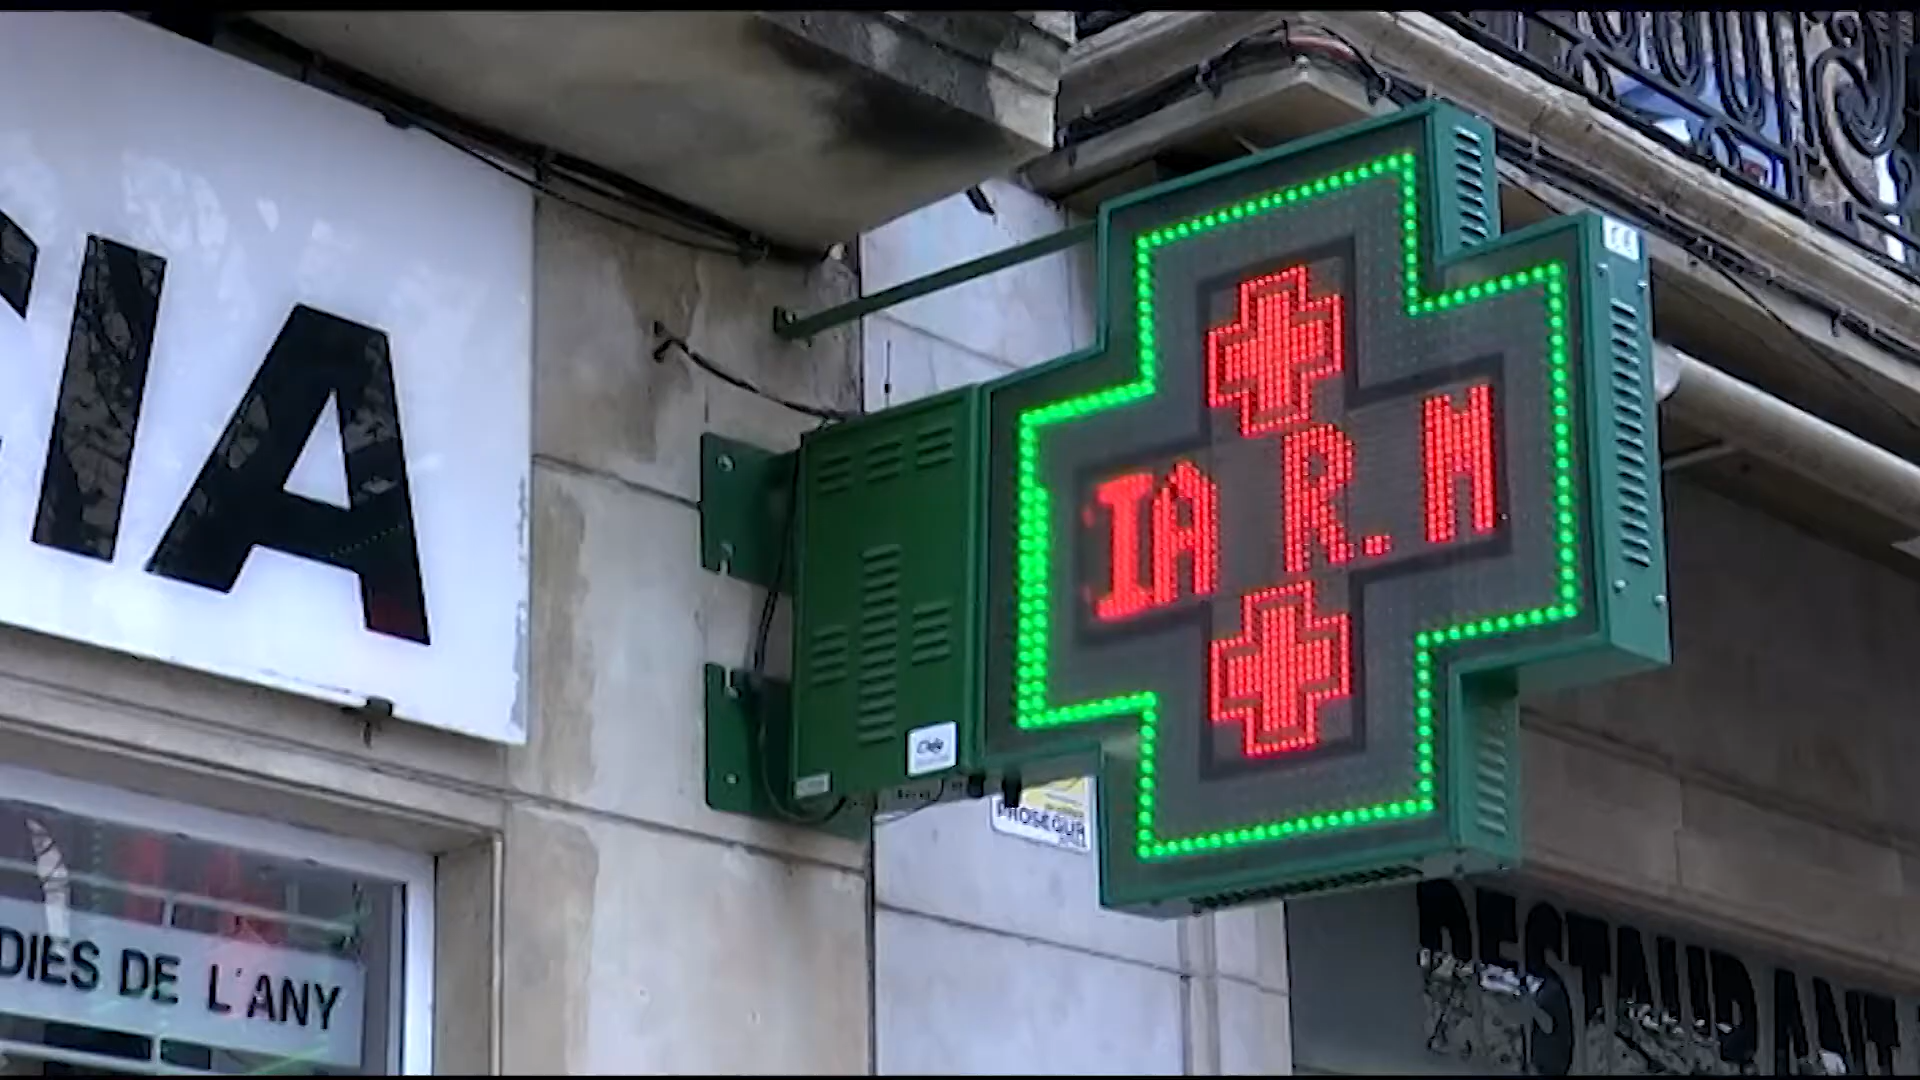 CIA
IA R. M
PROSEGUR
DIES DE L'ANY
RESTAURANT